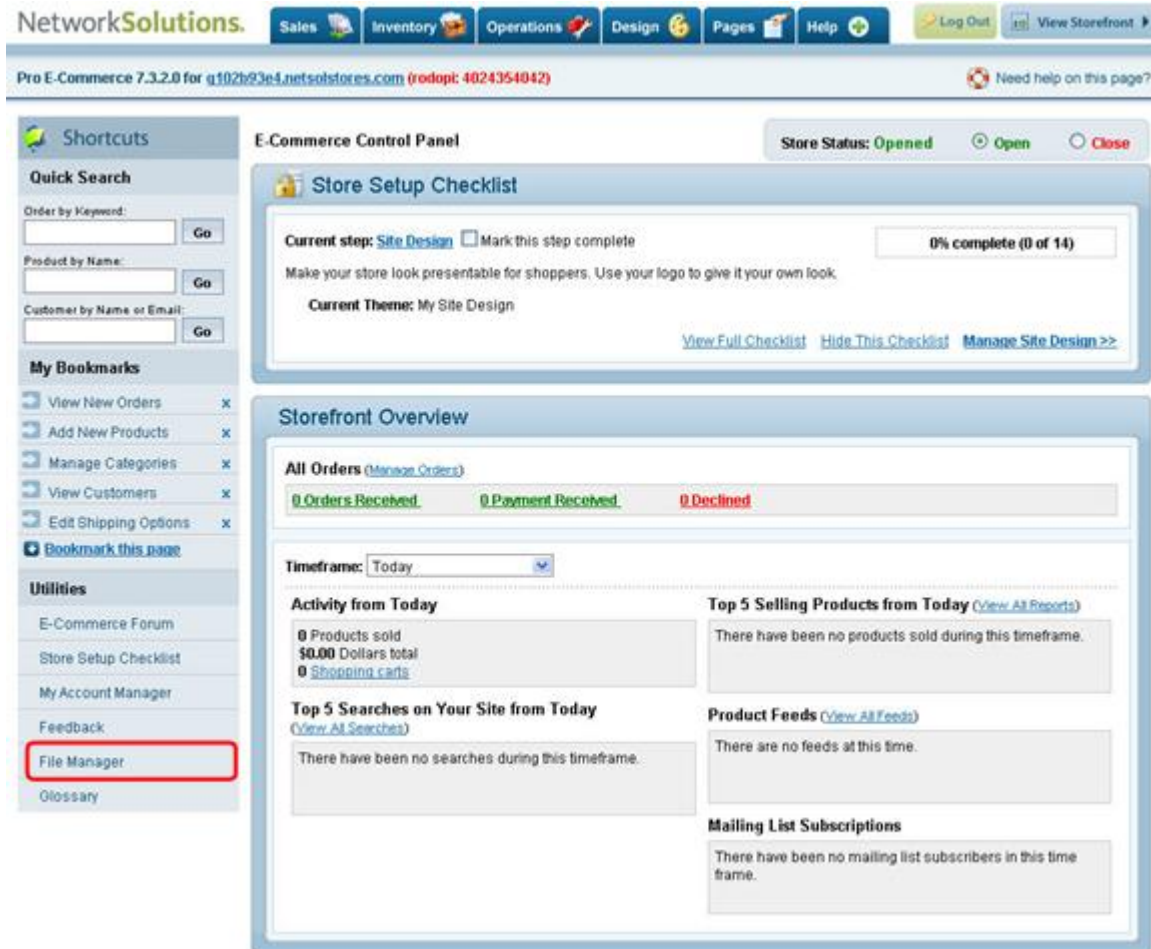 NetworkSolutions.
Sales Inventory Operations Design Pages Help Log Out View Storefront
Pro E-Commerce 7.3.2.0 for q102b93e4.netsolstores.com (rodopi: 4024354042) Need help on this page?
Shortcuts
Quick Search
Order by Keyword:
Go
Product by Name:
Go
Customer by Name or Email:
Go
My Bookmarks
View New Orders x
Add New Products x
Manage Categories x
View Customers x
Edit Shipping Options x
Bookmark this page
Utilities
E-Commerce Forum
Store Setup Checklist
My Account Manager
Feedback
File Manager
Glossary
E-Commerce Control Panel
Store Status: Opened Open Close
Store Setup Checklist
Current step: Site Design Mark this step complete
0% complete (0 of 14)
Make your store look presentable for shoppers. Use your logo to give it your own look.
Current Theme: My Site Design
View Full Checklist Hide This Checklist Manage Site Design >>
Storefront Overview
All Orders (Manage Orders)
0 Orders Received 0 Payment Received 0 Declined
Timeframe: Today
Activity from Today
0 Products sold
$0.00 Dollars total
0 Shopping carts
Top 5 Searches on Your Site from Today
(View All Searches)
There have been no searches during this timeframe.
Top 5 Selling Products from Today (View All Reports)
There have been no products sold during this timeframe.
Product Feeds (View All Feeds)
There are no feeds at this time.
Mailing List Subscriptions
There have been no mailing list subscribers in this time
frame.